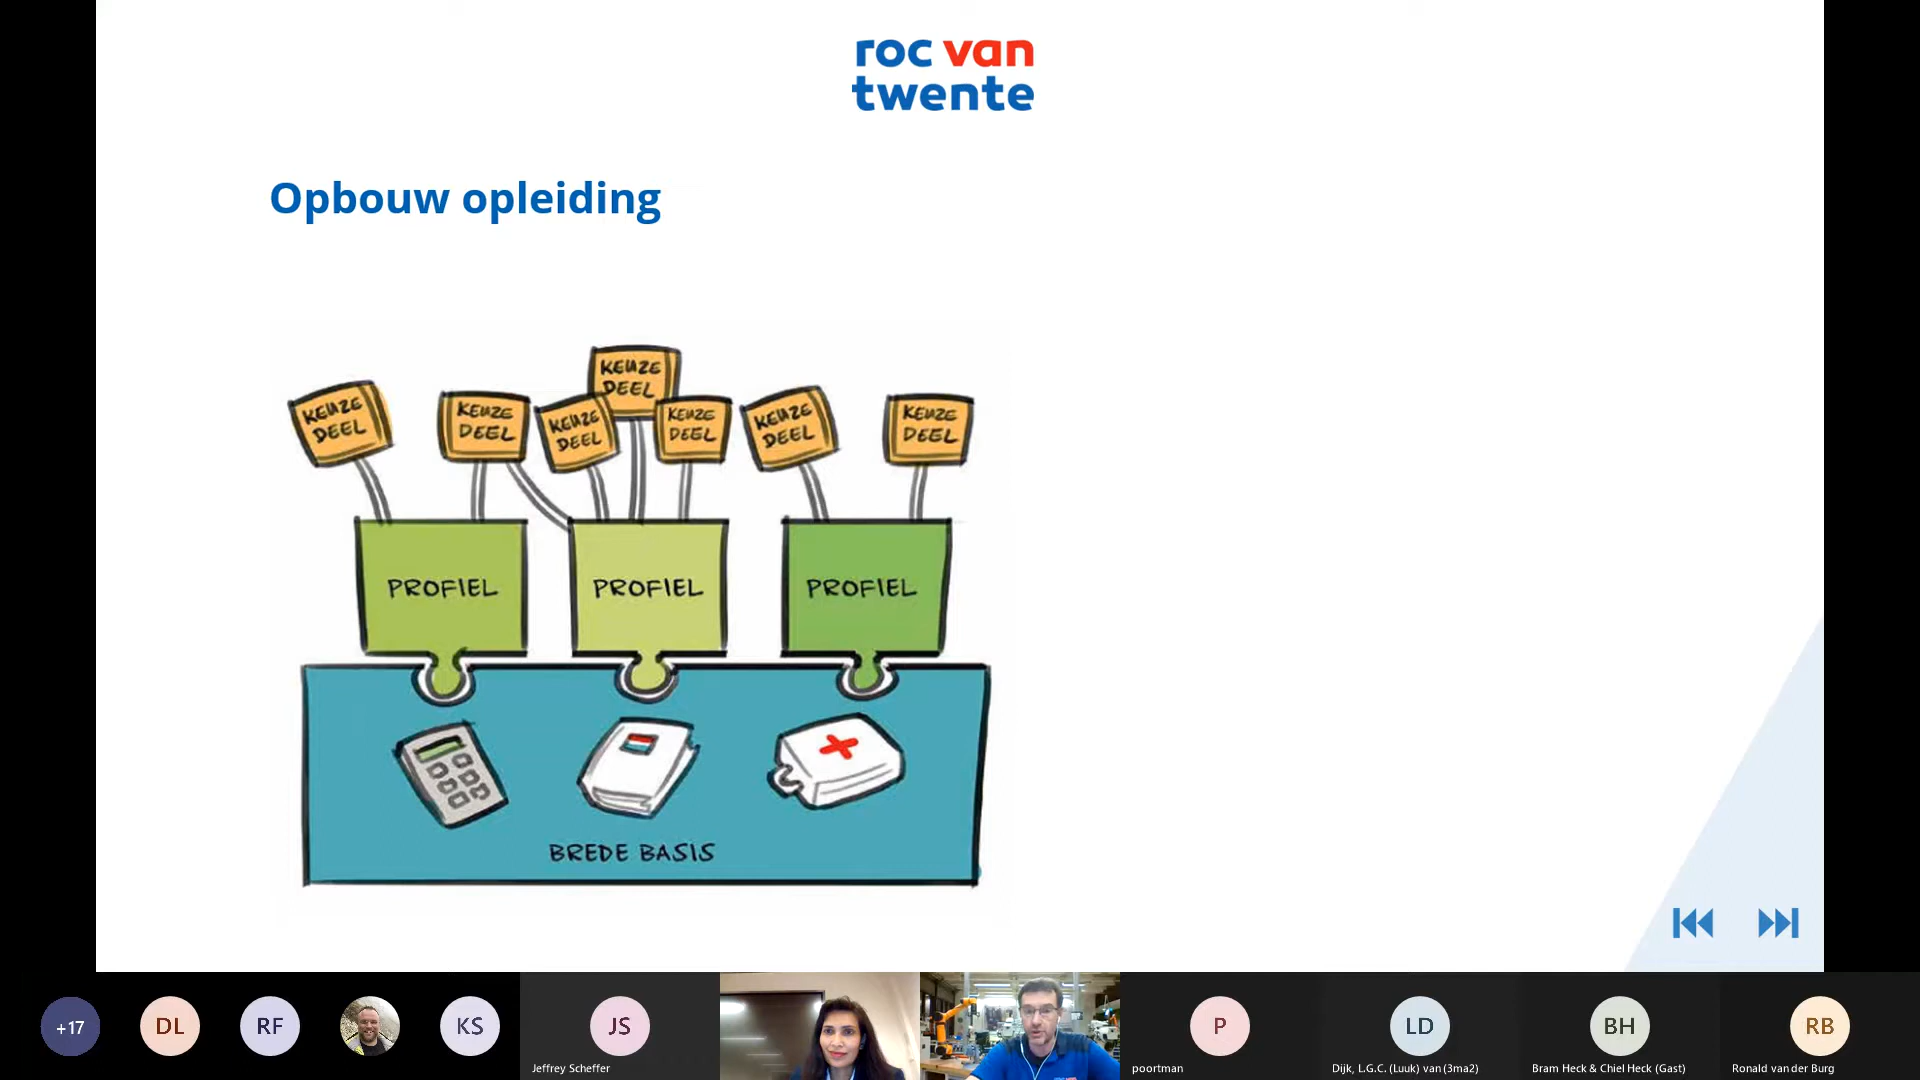 roc van
twente
Opbouw opleiding
KEUZE
DEEL
KEUZE
DEEL
KEUZE
DEEL
KEUZE
DEEL
KEUZE
DEEL
KEUZE
DEEL
KEUZE
DEEL
PROFIEL
PROFIEL
PROFIEL
BREDE BASIS
+17
DL
RF
KS
JS
Jeffrey Scheffer
P
poortman
LD
Dijk, L.G.C. (Luuk) van (3ma2)
BH
Bram Heck & Chiel Heck (Gast)
RB
Ronald van der Burg